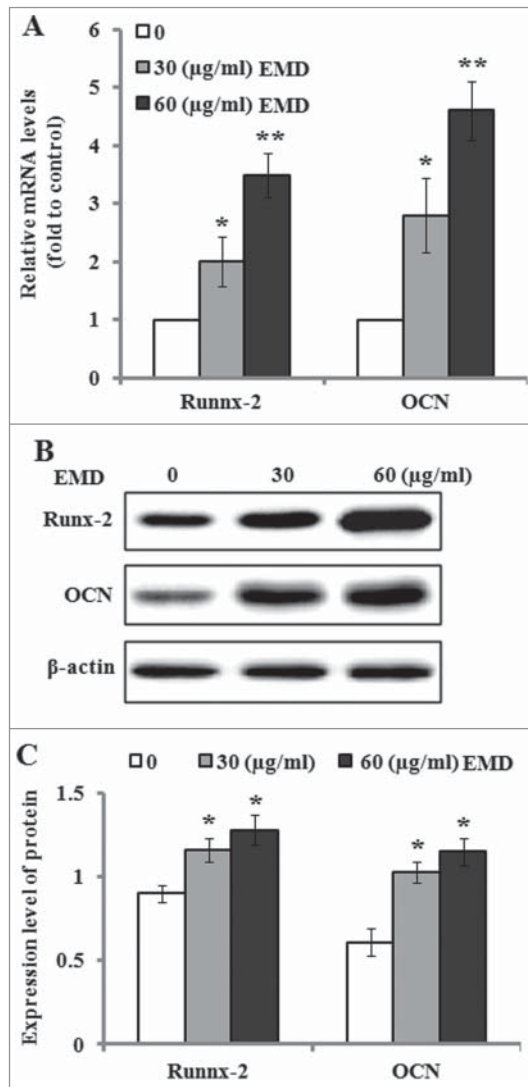 A
0
30 (µg/ml) EMD
60 (µg/ml) EMD
Relative mRNA levels
(fold to control)
6
5
4
3
2
1
0
*
**
*
**
Runnx-2 OCN
B
EMD 0 30 60 (µg/ml)
Runx-2
OCN
β-actin
C
0 30 (µg/ml) 60 (µg/ml) EMD
Expression level of protein
1.5
1
0.5
0
*
*
*
*
Runnx-2 OCN